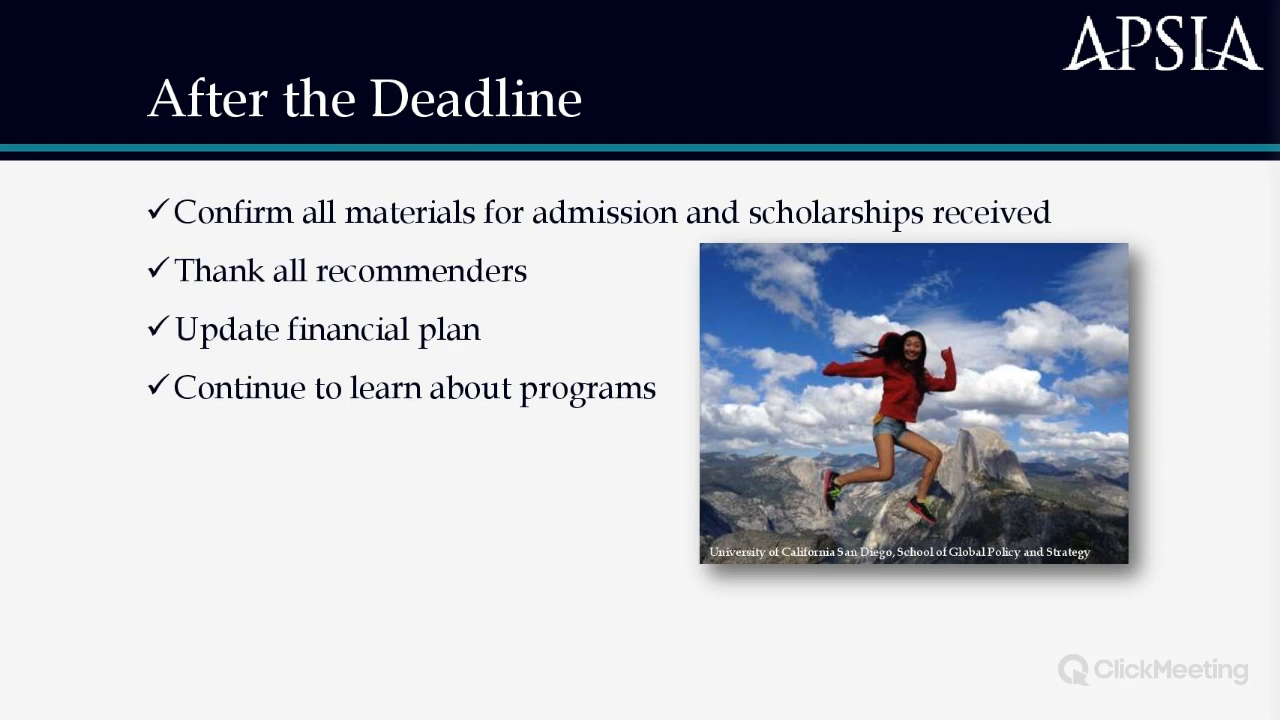 APSIA
After the Deadline
✓Confirm all materials for admission and scholarships received
✓Thank all recommenders
✓Update financial plan
✓Continue to learn about programs
University of California San Diego, School of Global Policy and Strategy
ClickMeeting